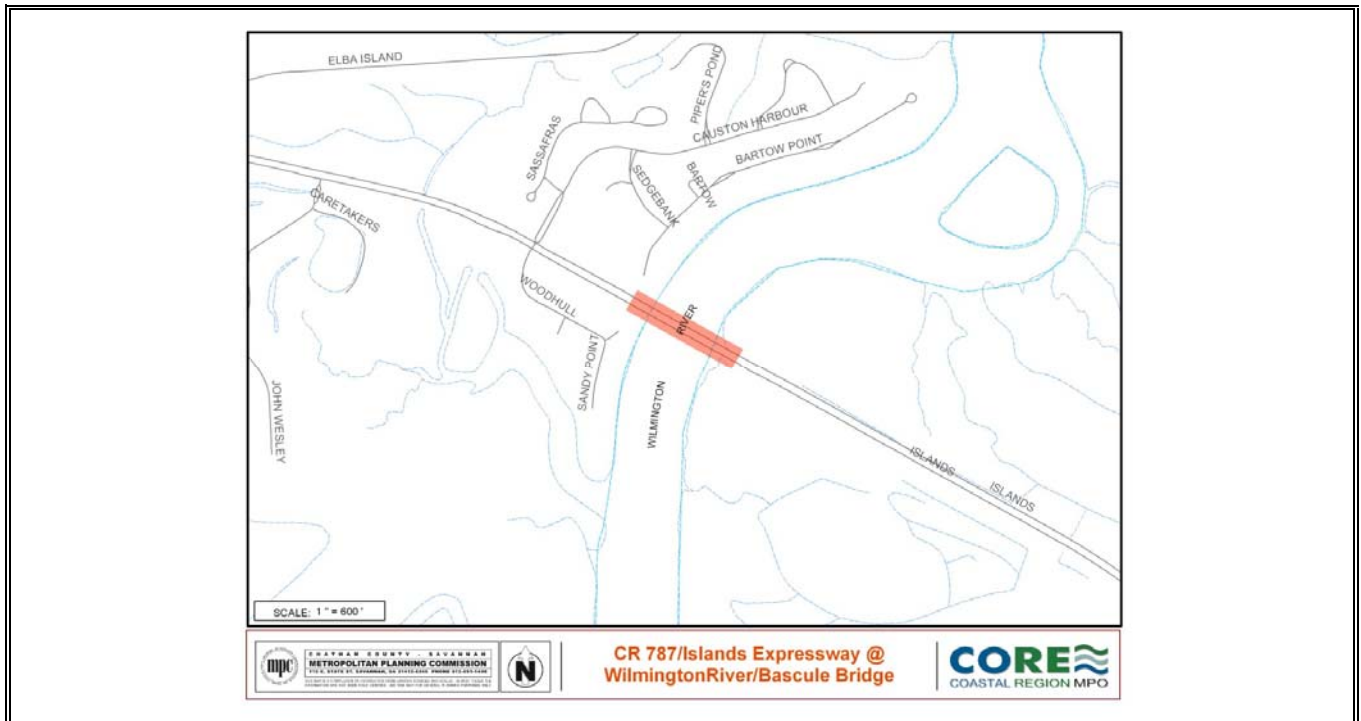 ELBA ISLAND
PIPER'S POND
CAUSTON HARBOUR
SASSAFRAS
BARTOW POINT
SEDGEBANK
BARTOW
CARETAKERS
WOODHULL
RIVER
SANDY POINT
JOHN WESLEY
WILMINGTON
ISLANDS
ISLANDS
SCALE: 1 " = 600 '
mpc
CHATHAM COUNTY - SAVANNAH
METROPOLITAN PLANNING COMMISSION
N
CR 787/Islands Expressway @
WilmingtonRiver/Bascule Bridge
CORE
COASTAL REGION MPO